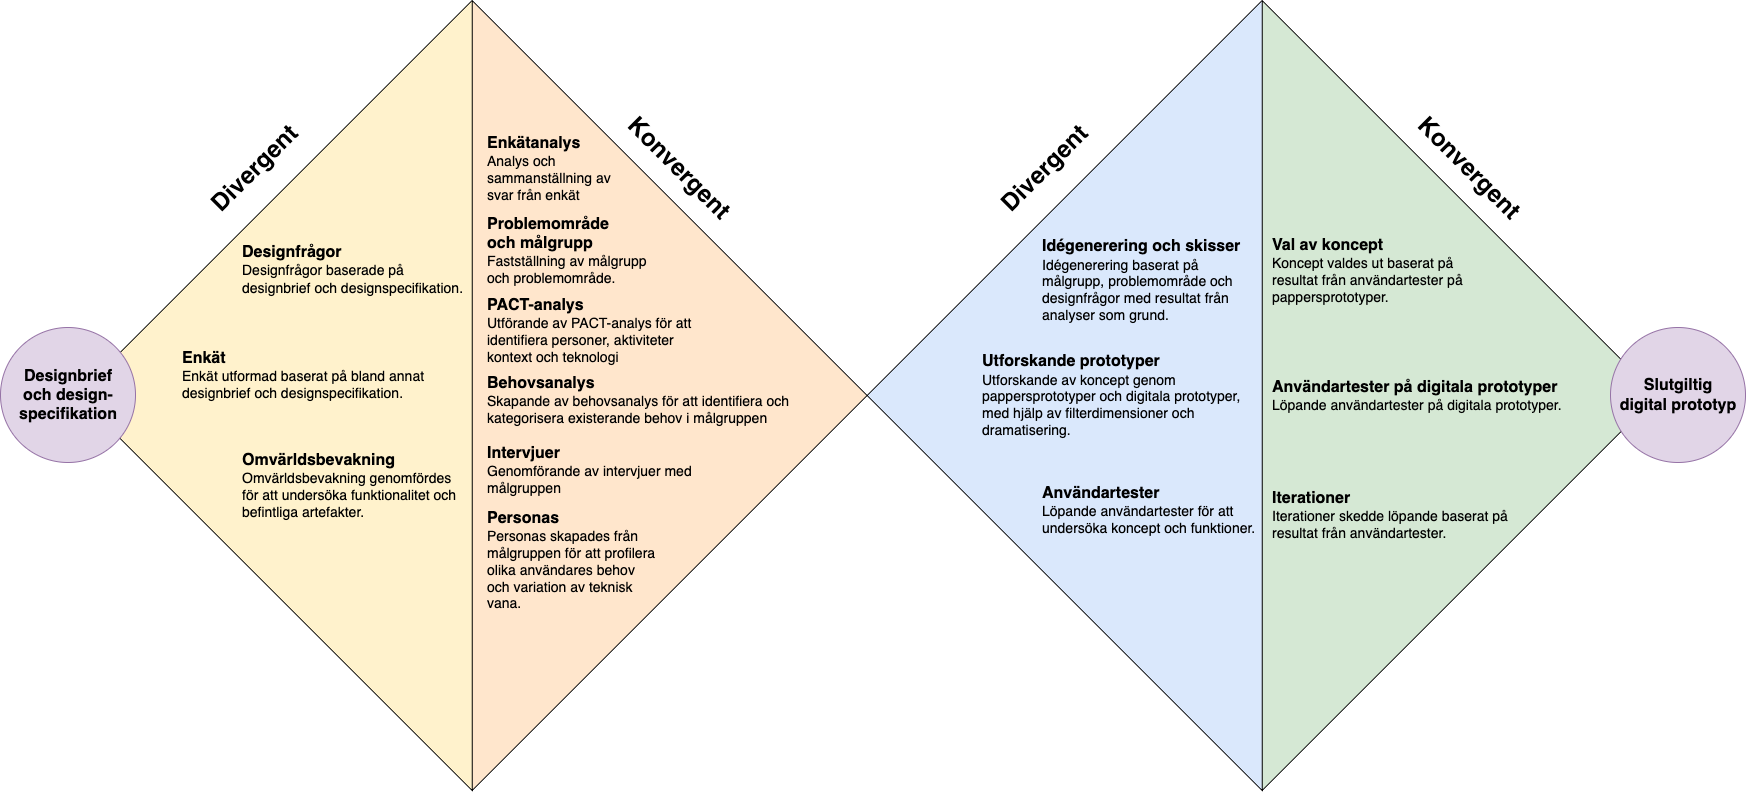 Designbrief
och design-
specifikation
Divergent
Designfrågor
Designfrågor baserade på
designbrief och designspecifikation.
Enkät
Enkät utformad baserat på bland annat
designbrief och designspecifikation.
Omvärldsbevakning
Omvärldsbevakning genomfördes
för att undersöka funktionalitet och
befintliga artefakter.
Konvergent
Enkätanalys
Analys och
sammanställning av
svar från enkät
Problemområde
och målgrupp
Fastställning av målgrupp
och problemområde.
PACT-analys
Utförande av PACT-analys för att
identifiera personer, aktiviteter
kontext och teknologi
Behovsanalys
Skapande av behovsanalys för att identifiera och
kategorisera existerande behov i målgruppen
Intervjuer
Genomförande av intervjuer med
målgruppen
Personas
Personas skapades från
målgruppen för att profilera
olika användares behov
och variation av teknisk
vana.
Divergent
Idégenerering och skisser
Idégenerering baserat på
målgrupp, problemområde och
designfrågor med resultat från
analyser som grund.
Utforskande prototyper
Utforskande av koncept genom
pappersprototyper och digitala prototyper,
med hjälp av filterdimensioner och
dramatisering.
Användartester
Löpande användartester för att
undersöka koncept och funktioner.
Konvergent
Val av koncept
Koncept valdes ut baserat på
resultat från användartester på
pappersprototyper.
Användartester på digitala prototyper
Löpande användartester på digitala prototyper.
Iterationer
Iterationer skedde löpande baserat på
resultat från användartester.
Slutgiltig
digital prototyp